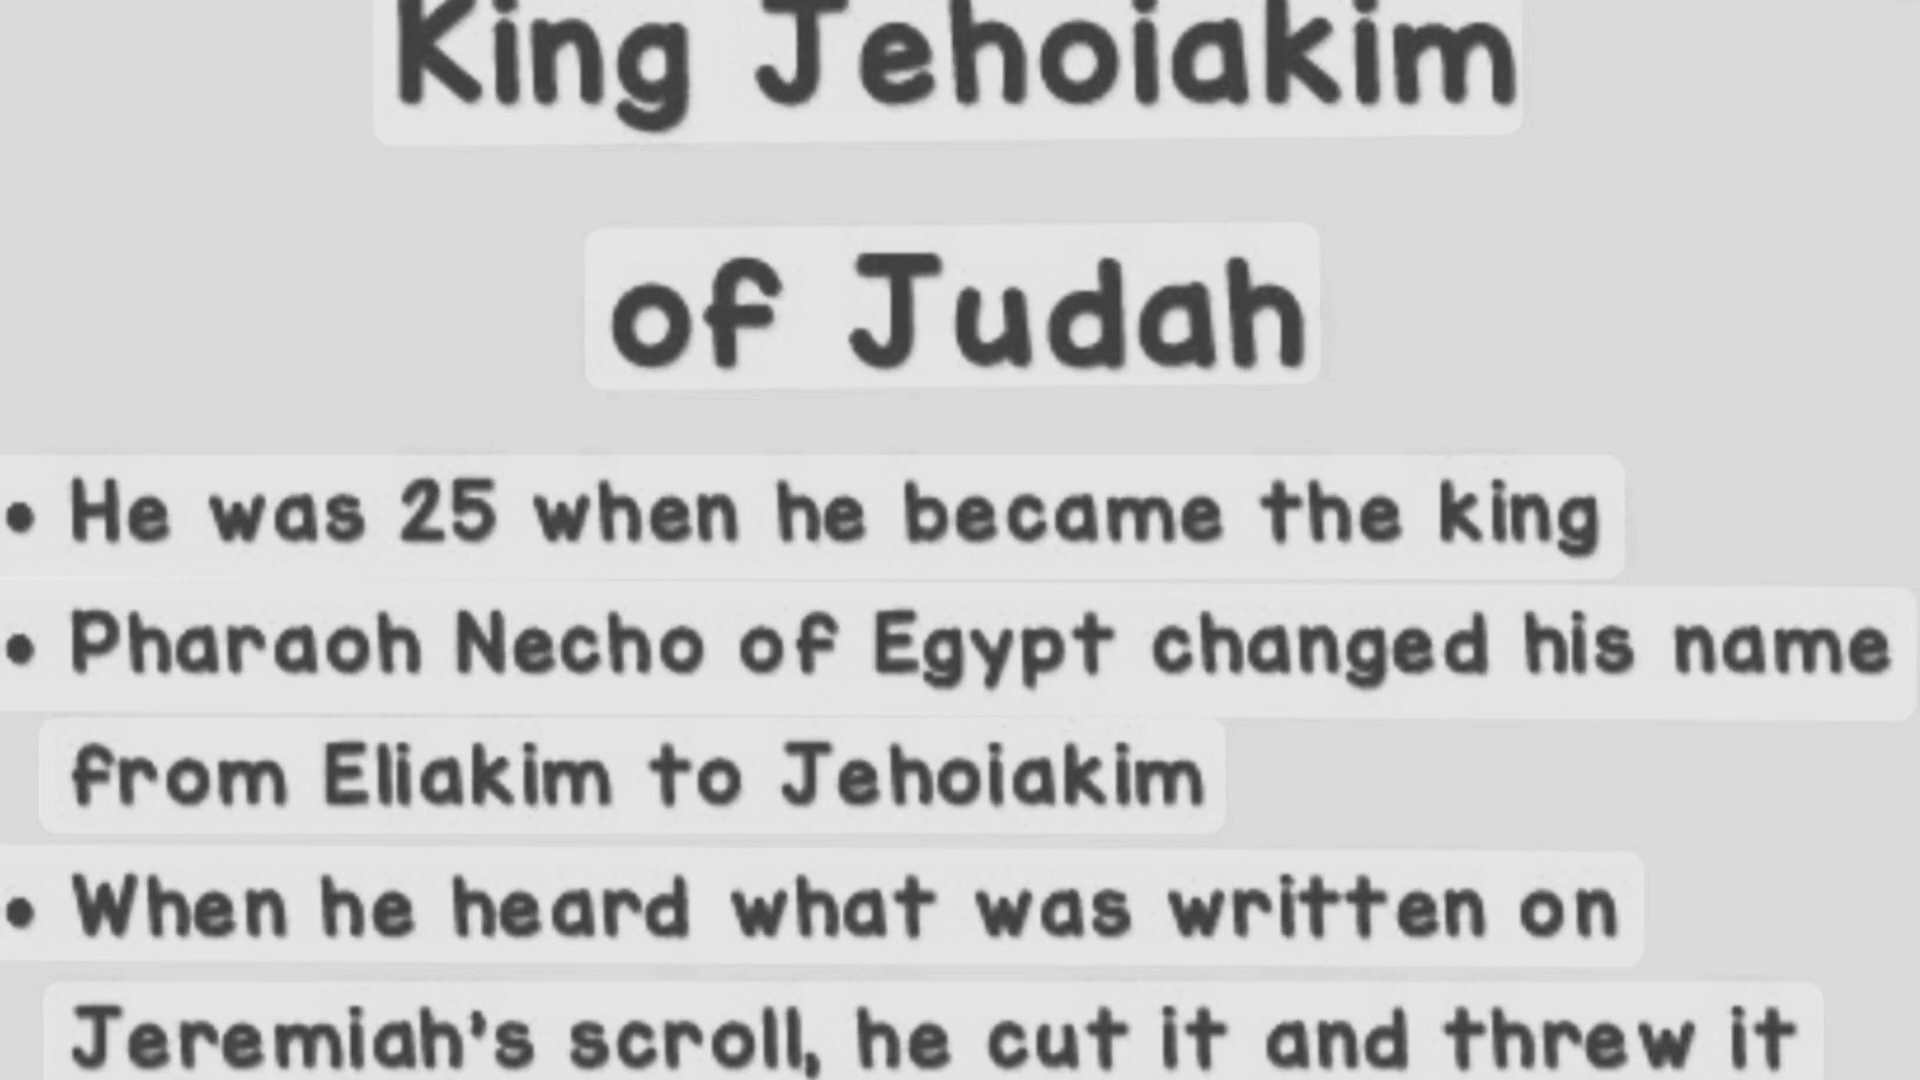 King Jehoiakim
of Judah
• He was 25 when he became the king
• Pharaoh Necho of Egypt changed his name
from Eliakim to Jehoiakim
• When he heard what was written on
Jeremiah's scroll, he cut it and threw it